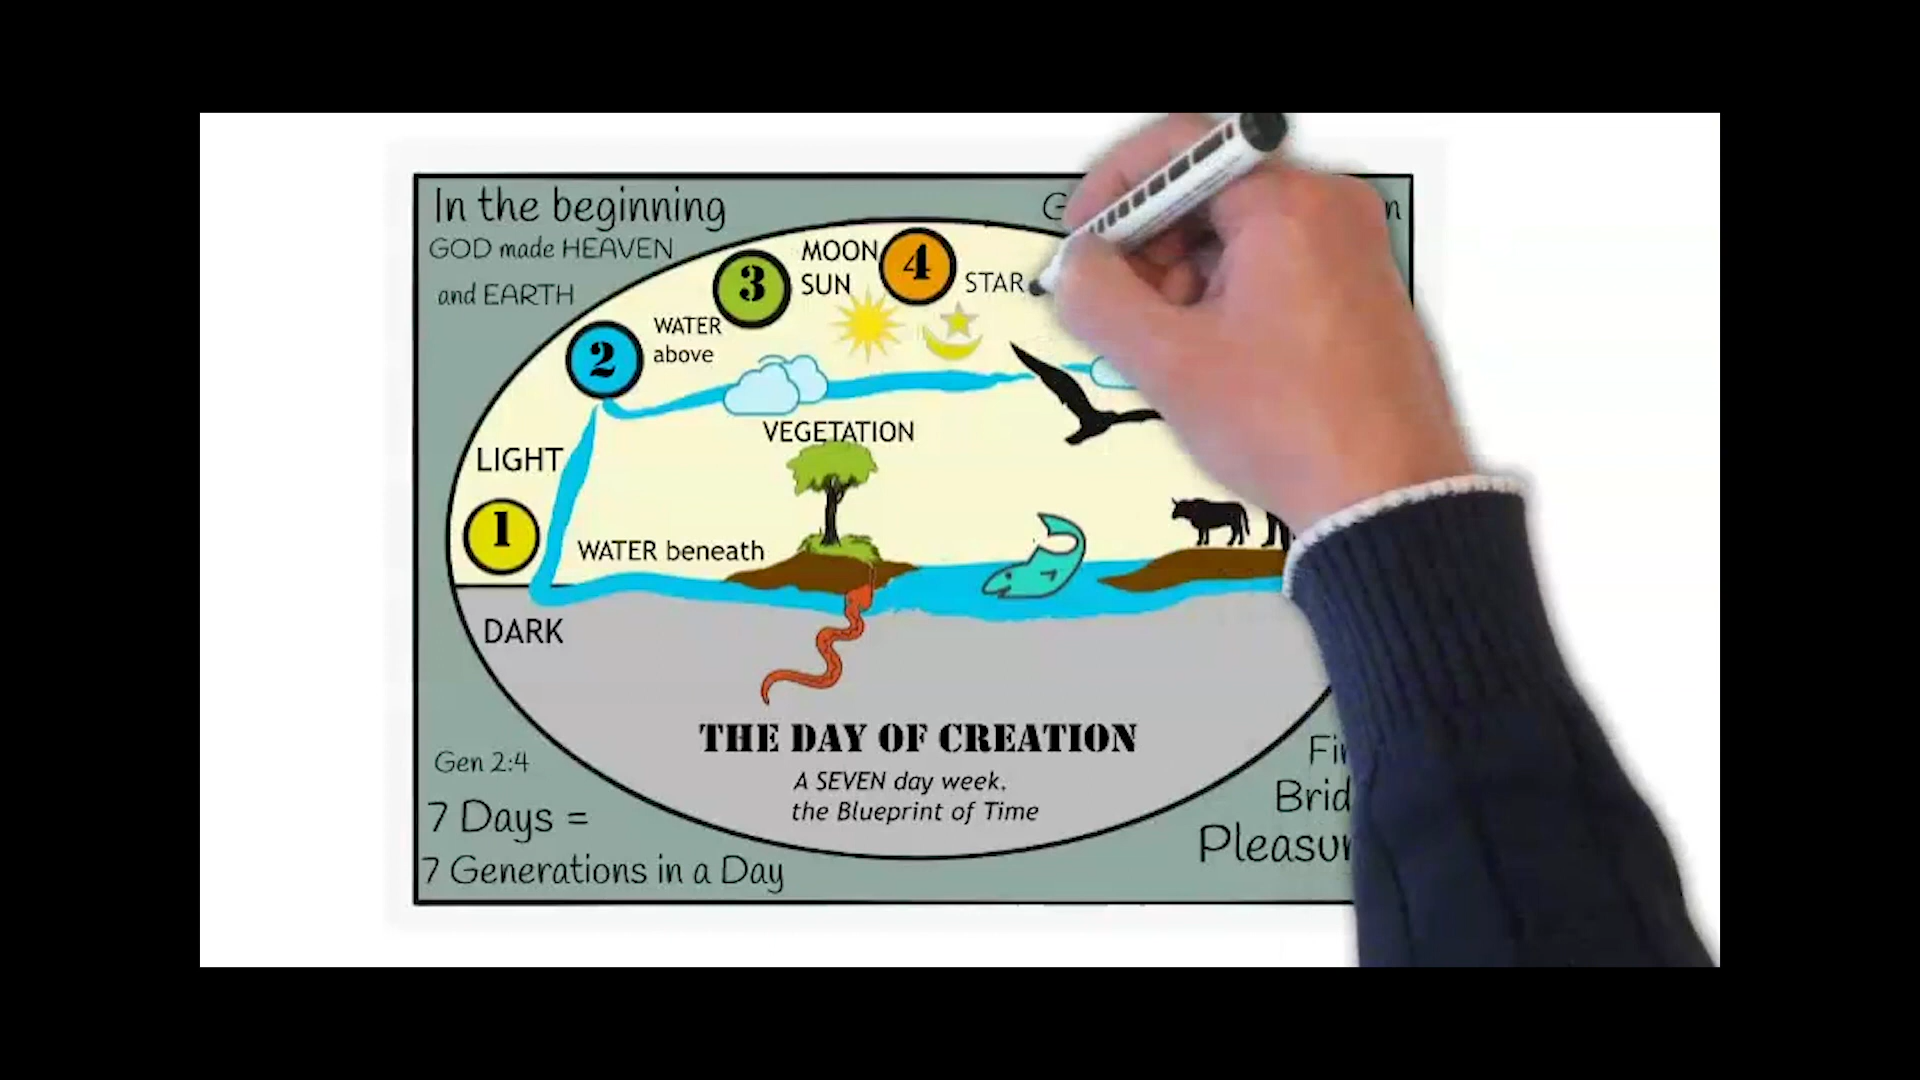 In the beginning
GOD made HEAVEN
and EARTH
MOON
SUN
4
STAR
3
WATER
above
2
VEGETATION
LIGHT
1
WATER beneath
DARK
THE DAY OF CREATION
A SEVEN day week.
the Blueprint of Time
Gen 2:4
7 Days =
7 Generations in a Day